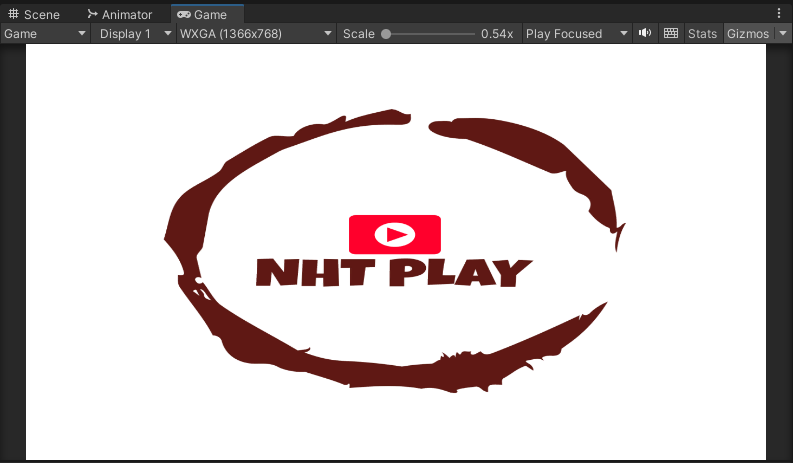 Scene Animator Game
Game Display 1 WXGA (1366x768) Scale 0.54x Play Focused Stats Gizmos
NHT PLAY